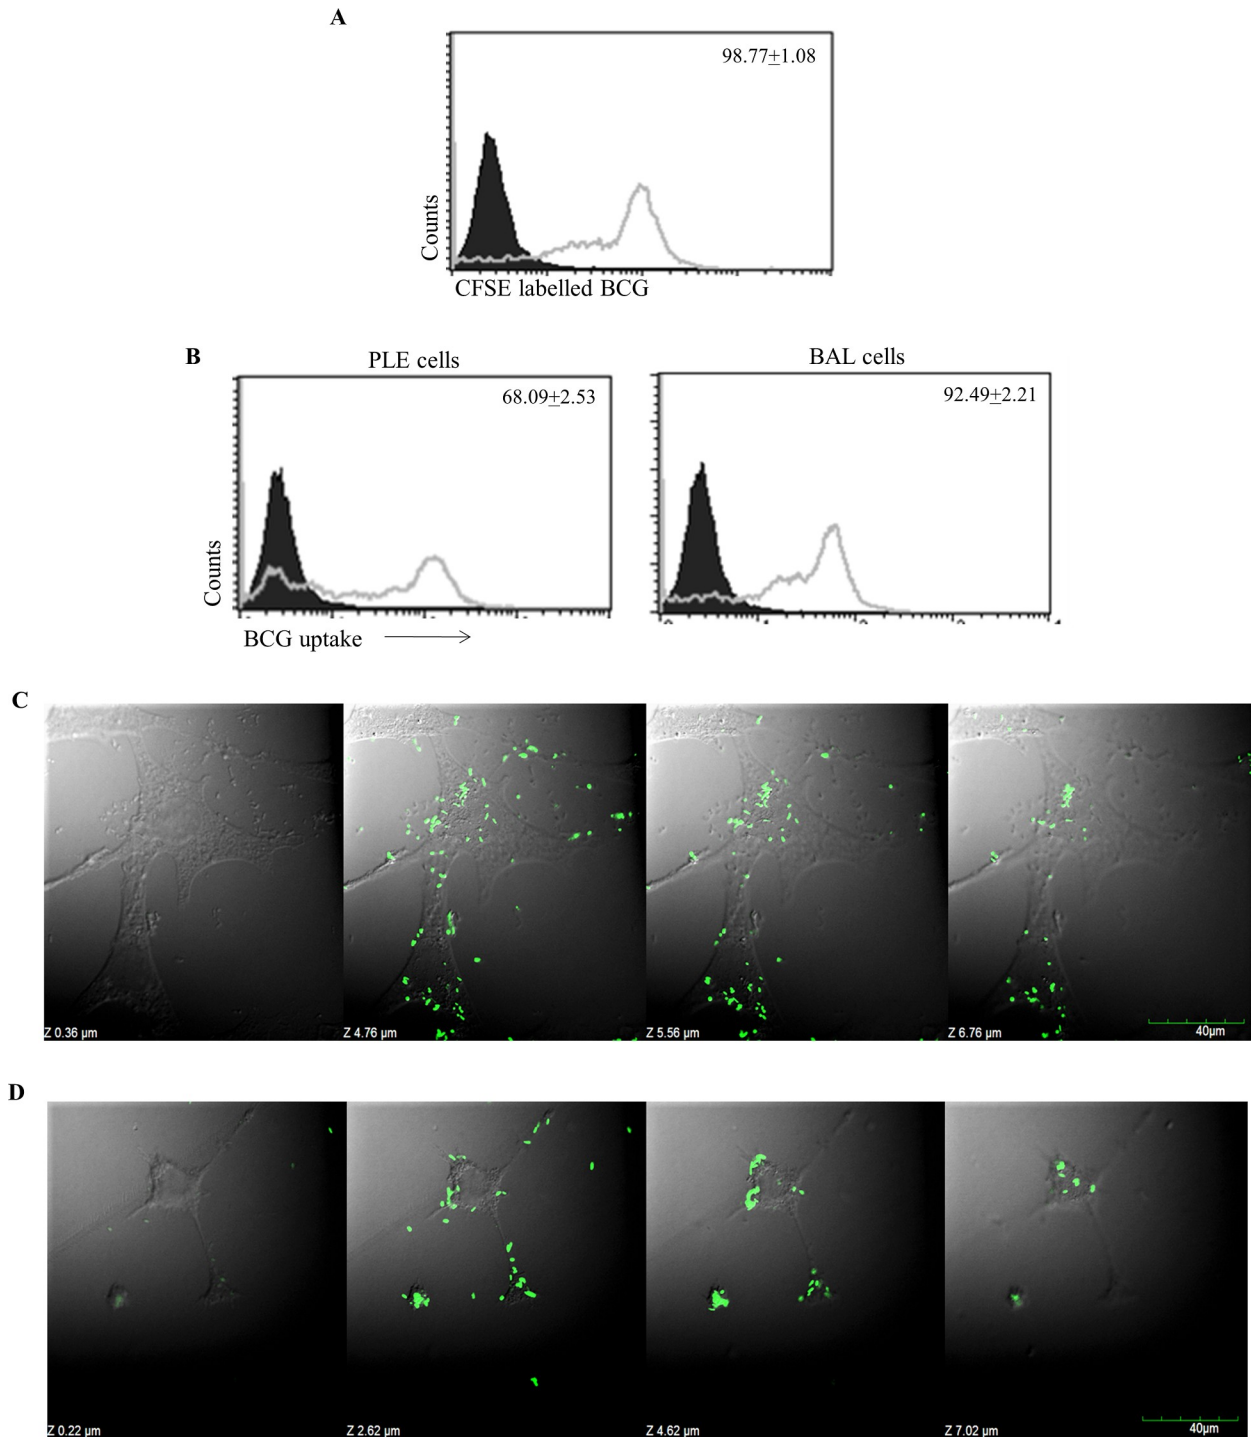 A
98.77±1.08
Counts
CFSE labelled BCG
B
PLE cells
BAL cells
68.09±2.53
92.49±2.21
Counts
BCG uptake
C
Z 0.36 µm
Z 4.76 µm
Z 5.56 µm
Z 6.76 µm
40µm
D
Z 0.22 µm
Z 2.62 µm
Z 4.62 µm
Z 7.02 µm
40µm